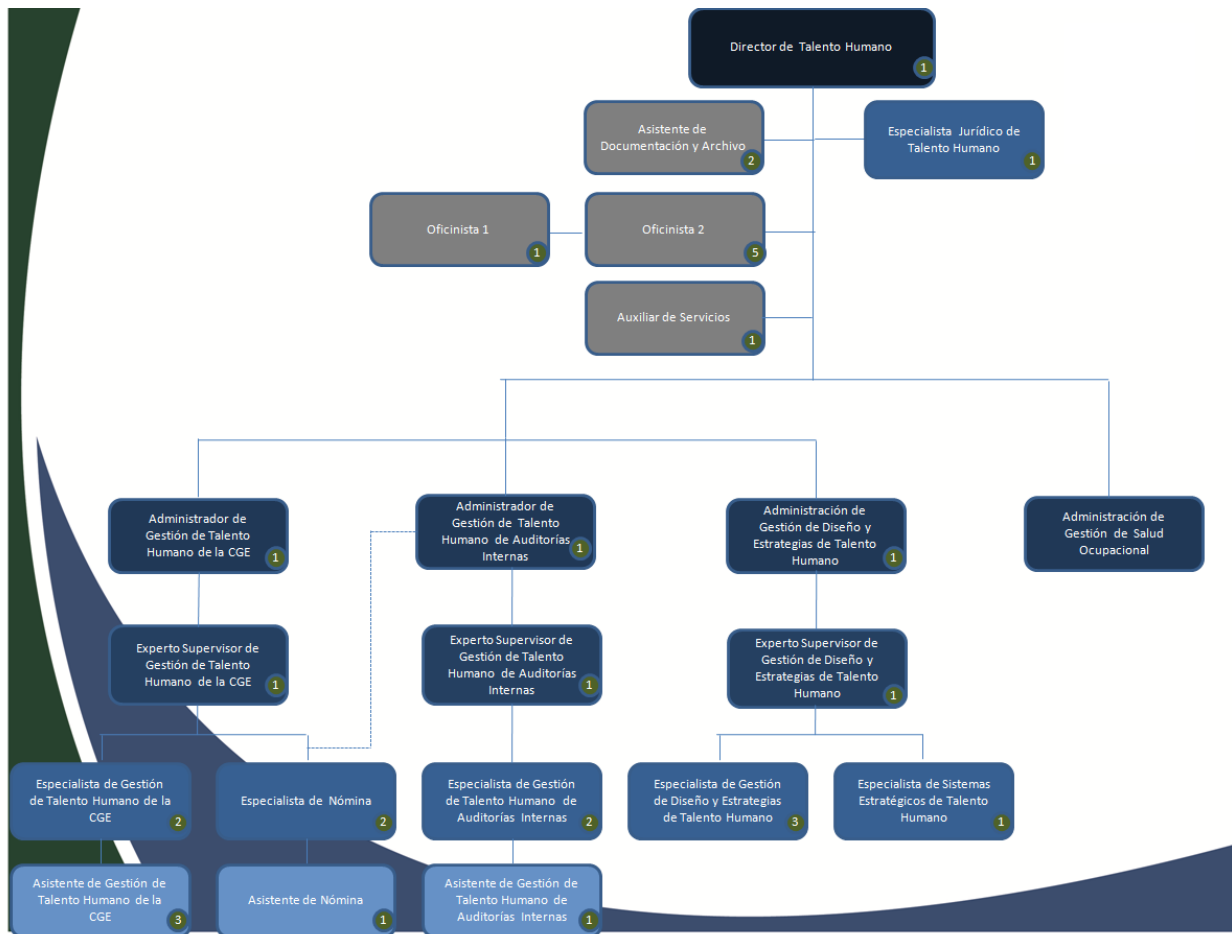 Director de Talento Humano
1
Asistente de
Documentación y Archivo
2
Especialista Jurídico de
Talento Humano
1
Oficinista 1
1
Oficinista 2
5
Auxiliar de Servicios
1
Administrador de
Gestión de Talento
Humano de la CGE
1
Administrador de
Gestión de Talento
Humano de Auditorías
Internas
1
Administración de
Gestión de Diseño y
Estrategias de Talento
Humano
1
Administración de
Gestión de Salud
Ocupacional
Experto Supervisor de
Gestión de Talento
Humano de la CGE
1
Experto Supervisor de
Gestión de Talento
Humano de Auditorías
Internas
1
Experto Supervisor de
Gestión de Diseño y
Estrategias de Talento
Humano
1
Especialista de Gestión
de Talento Humano de la
CGE
2
Especialista de Nómina
2
Especialista de Gestión
de Talento Humano de
Auditorías Internas
2
Especialista de Gestión
de Diseño y Estrategias
de Talento Humano
3
Especialista de Sistemas
Estratégicos de Talento
Humano
1
Asistente de Gestión de
Talento Humano de la
CGE
3
Asistente de Nómina
1
Asistente de Gestión de
Talento Humano de
Auditorías Internas
1